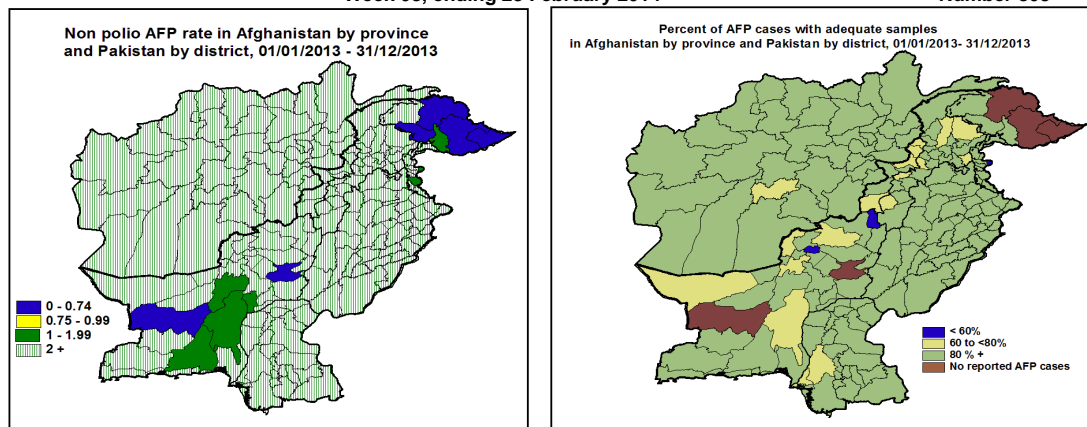 Non polio AFP rate in Afghanistan by province
and Pakistan by district, 01/01/2013 - 31/12/2013
0 - 0.74
0.75 - 0.99
1 - 1.99
2 +
Percent of AFP cases with adequate samples
in Afghanistan by province and Pakistan by district, 01/01/2013- 31/12/2013
< 60%
60 to <80%
80 % +
No reported AFP cases